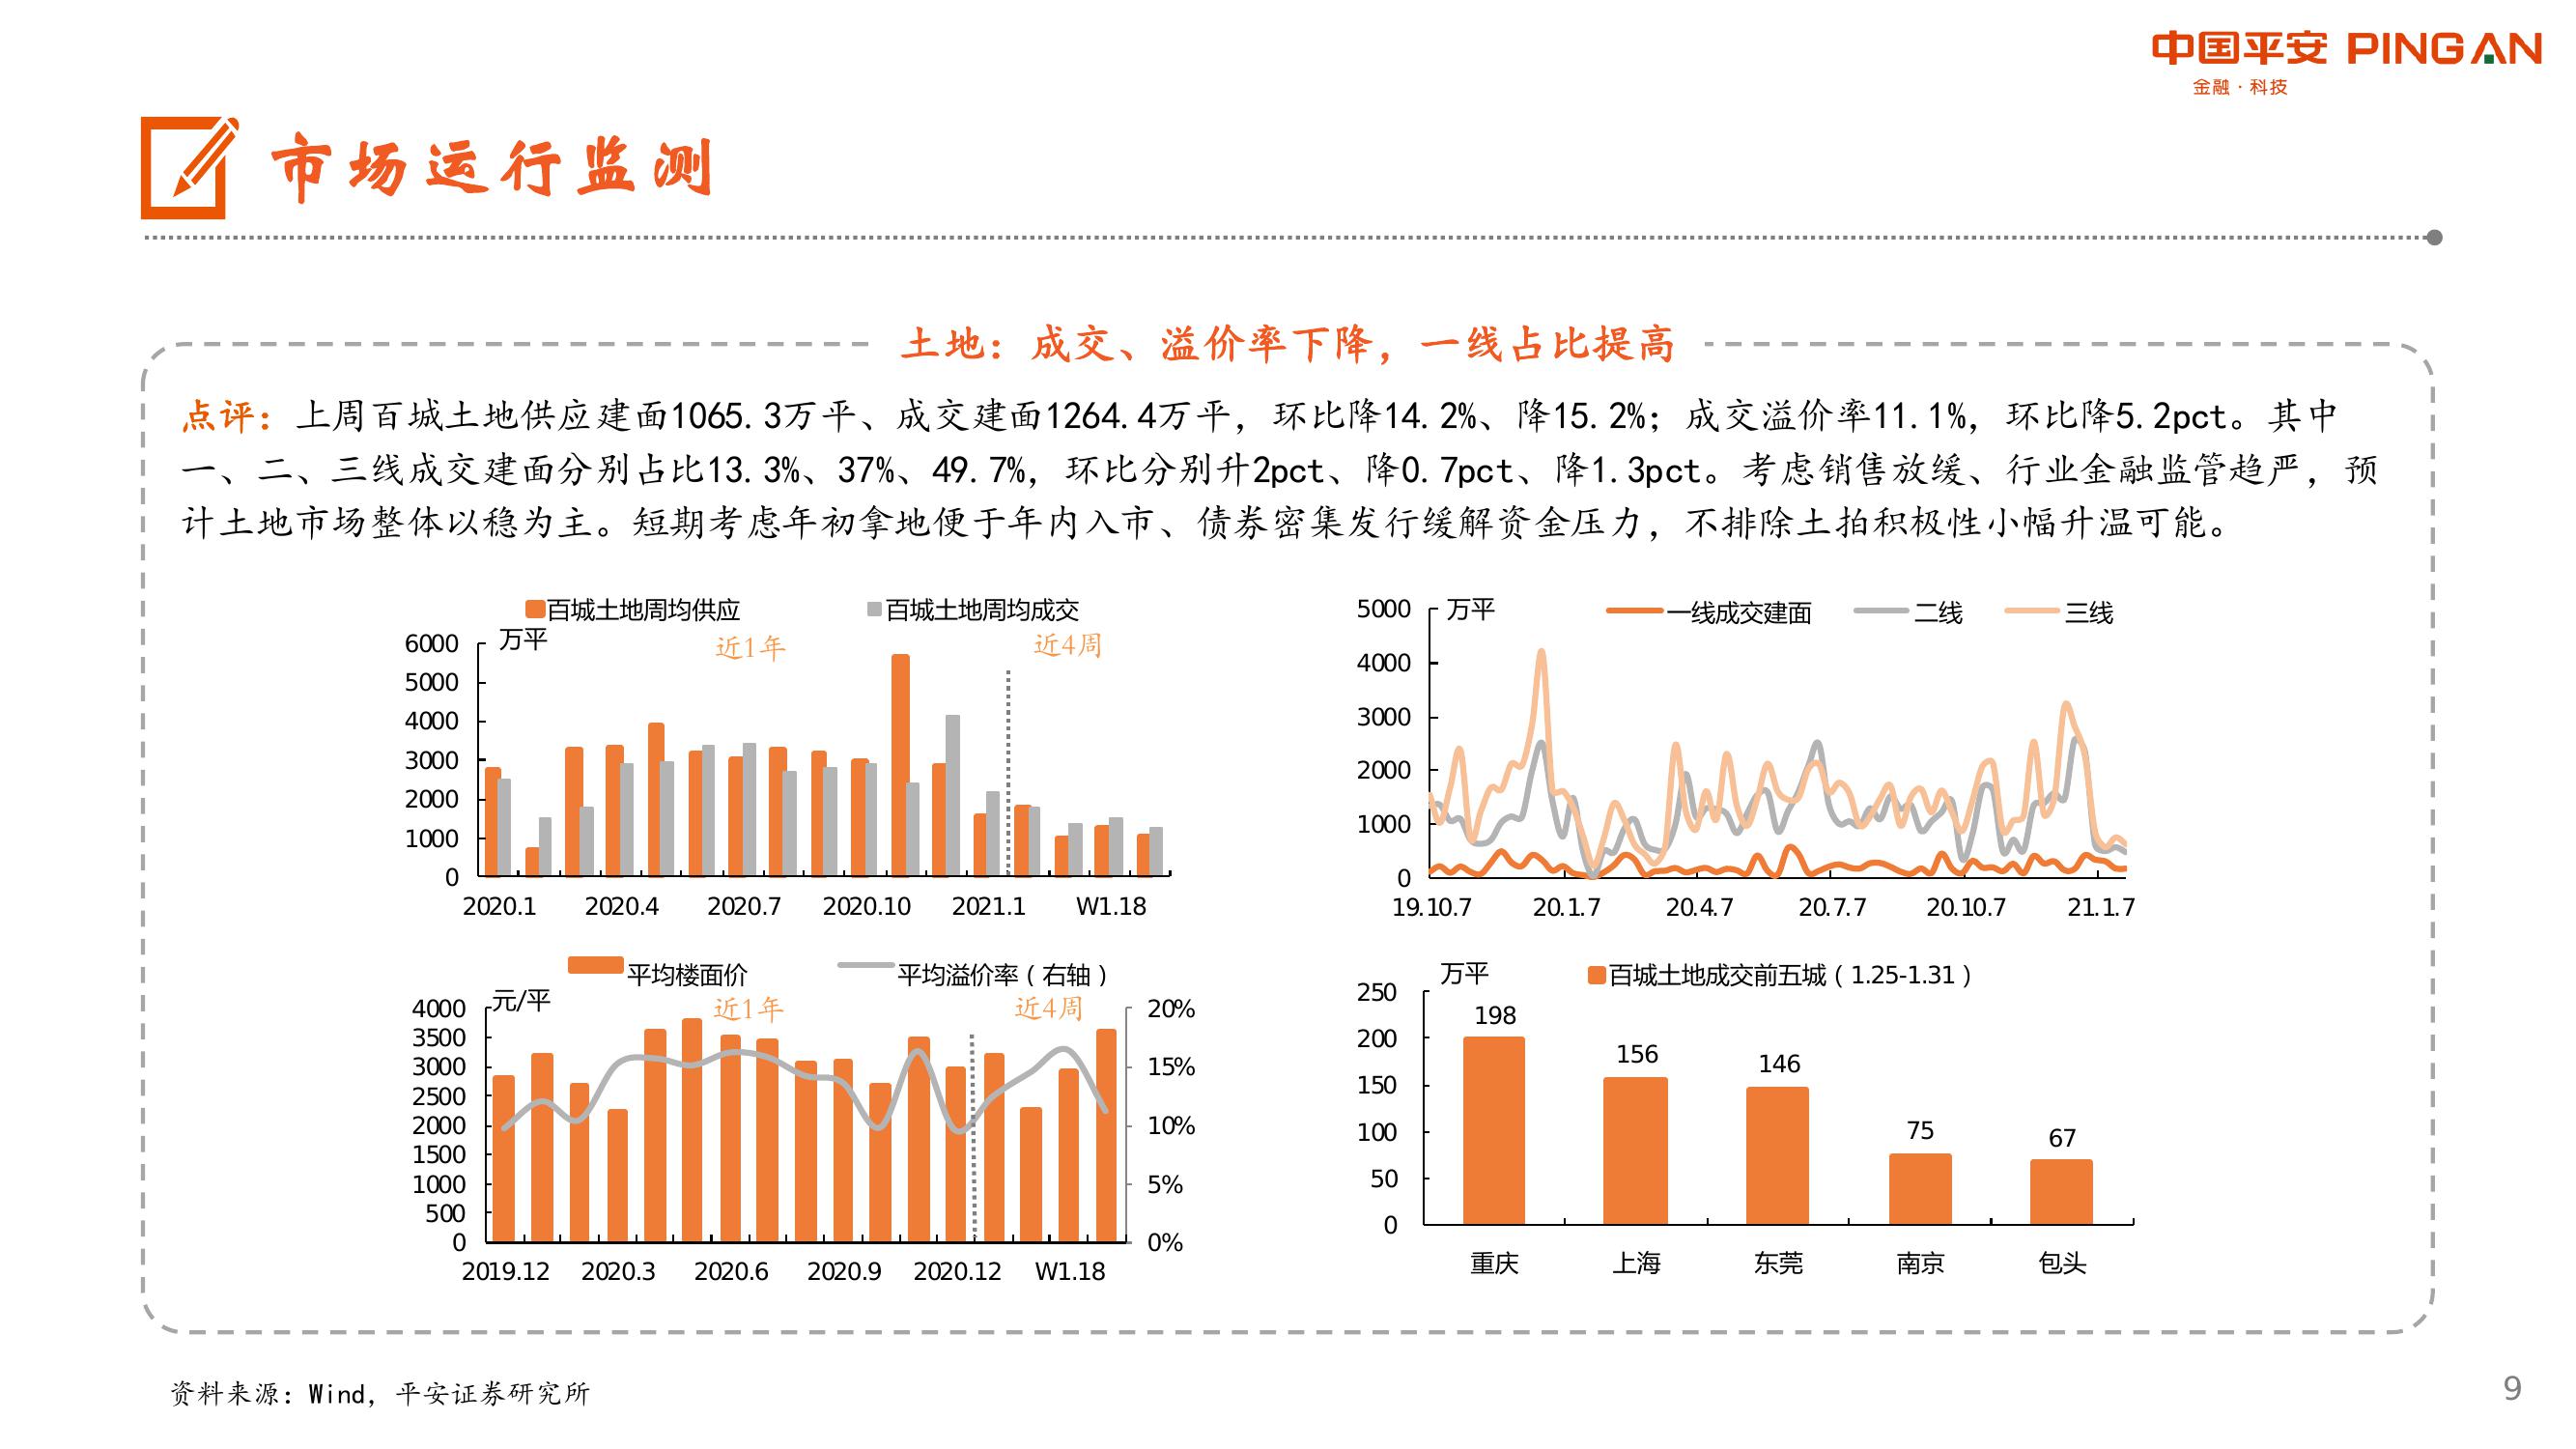 中国平安 PINGAN
金融·科技
市场运行监测
土地：成交、溢价率下降，一线占比提高
点评：上周百城土地供应建面1065.3万平、成交建面1264.4万平，环比降14.2%、降15.2%；成交溢价率11.1%，环比降5.2pct。其中
一、二、三线成交建面分别占比13.3%、37%、49.7%，环比分别升2pct、降0.7pct、降1.3pct。考虑销售放缓、行业金融监管趋严，预
计土地市场整体以稳为主。短期考虑年初拿地便于年内入市、债券密集发行缓解资金压力，不排除土拍积极性小幅升温可能。
百城土地周均供应 百城土地周均成交
万平 近1年 近4周
6000
5000
4000
3000
2000
1000
0
2020.1 2020.4 2020.7 2020.10 2021.1 W1.18
万平 一线成交建面 二线 三线
5000
4000
3000
2000
1000
0
19.10.7 20.1.7 20.4.7 20.7.7 20.10.7 21.1.7
平均楼面价 平均溢价率（右轴）
元/平 近1年 近4周
4000
3500
3000
2500
2000
1500
1000
500
0
20%
15%
10%
5%
0%
2019.12 2020.3 2020.6 2020.9 2020.12 W1.18
万平 百城土地成交前五城（1.25-1.31）
250
200
150
100
50
0
198
156
146
75
67
重庆 上海 东莞 南京 包头
资料来源：Wind，平安证券研究所
9